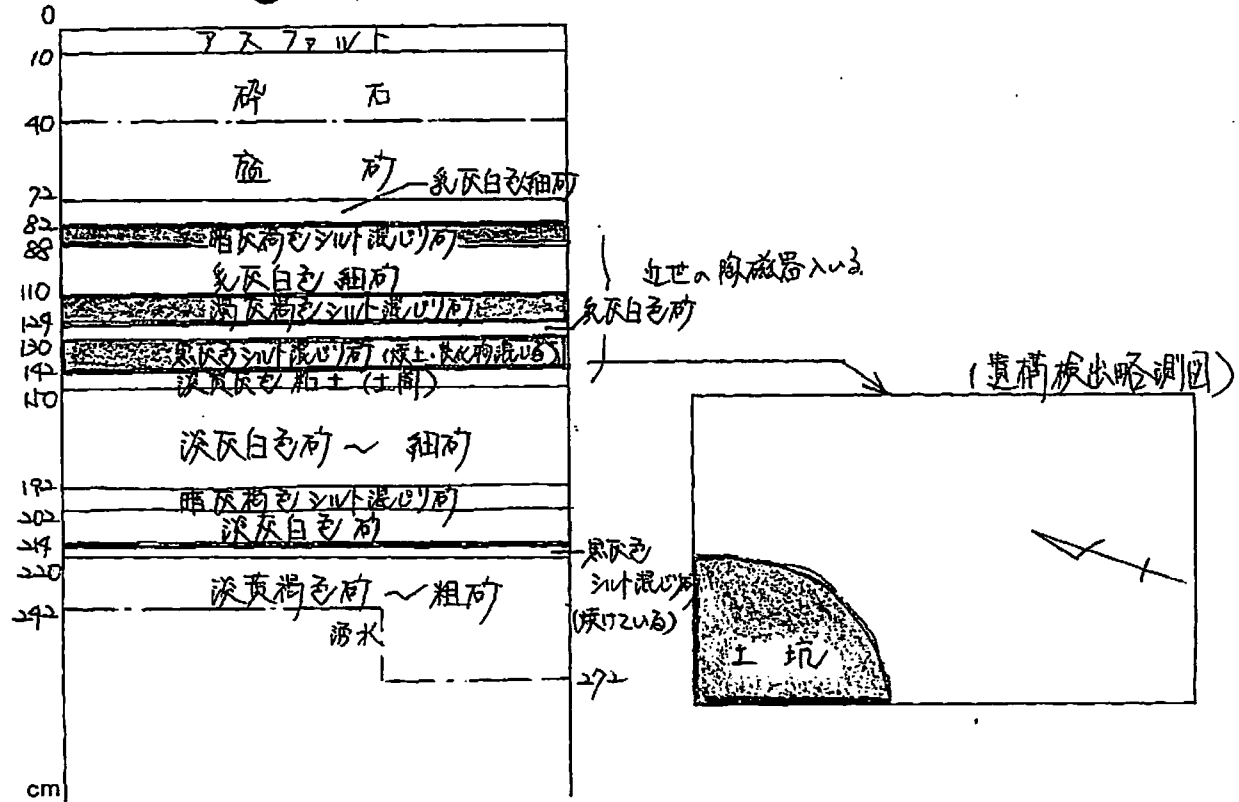 0
アスファルト
10
砕 石
40
盛 砂
72
乳灰白色細砂
82
暗灰褐色シルト混じり砂
88
乳灰白色 細砂
近世の陶磁器入いる
110
灰褐色シルト混じり砂
乳灰白色砂
124
130
黒灰色シルト混じり砂(焼土・炭化物混じる)
142
淡黄灰色粘土(土間)
150
(遺構検出略測図)
淡灰白色砂〜 細砂
192
暗灰褐色シルト混じり砂
202
淡灰白色砂
214
黒灰色
シルト混じり砂
(焼けている)
220
淡黄褐色砂〜粗砂
242
湧水
272
土坑
cm